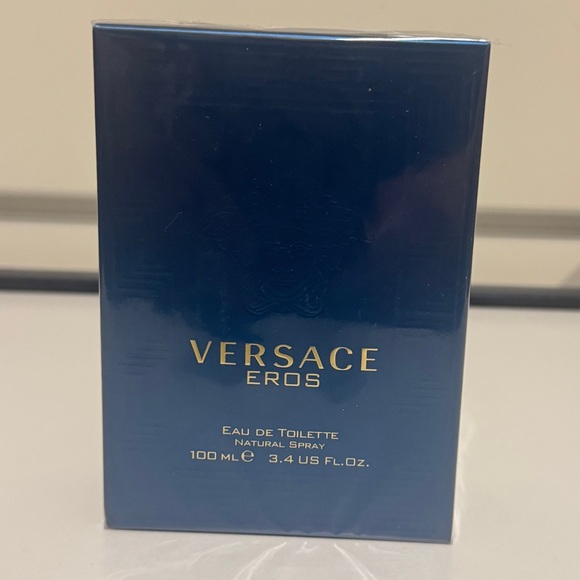 VERSACE
EROS
EAU DE TOILETTE
NATURAL SPRAY
100 ML℮ 3.4 US FL.OZ.